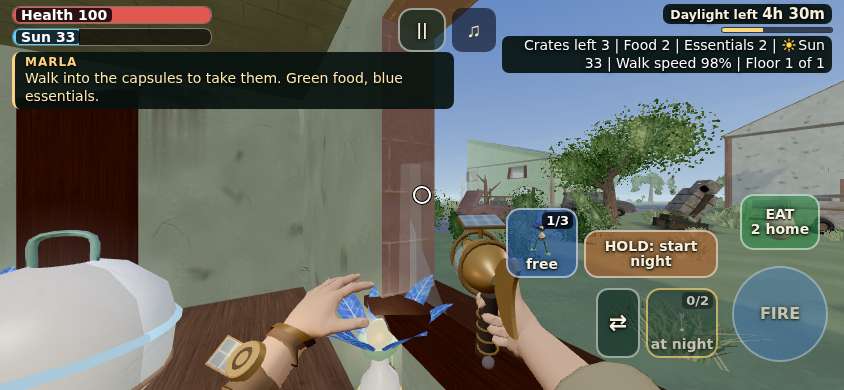 Health 100
Sun 33
MARLA
Walk into the capsules to take them. Green food, blue
essentials.
Daylight left 4h 30m
Crates left 3 | Food 2 | Essentials 2 | ☀Sun
33 | Walk speed 98% | Floor 1 of 1
1/3
free
HOLD: start
night
EAT
2 home
0/2
at night
FIRE